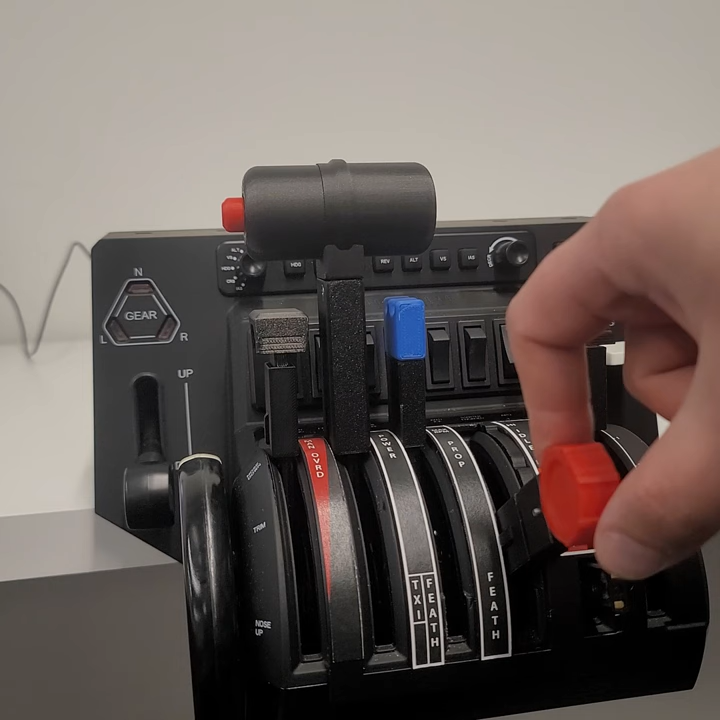 N
GEAR
L
R
UP
HDG
REV
ALT
VS
IAS
OVRD
POWER
PROP
TRIM
NOSE
UP
TXI
FEATH
FEATH